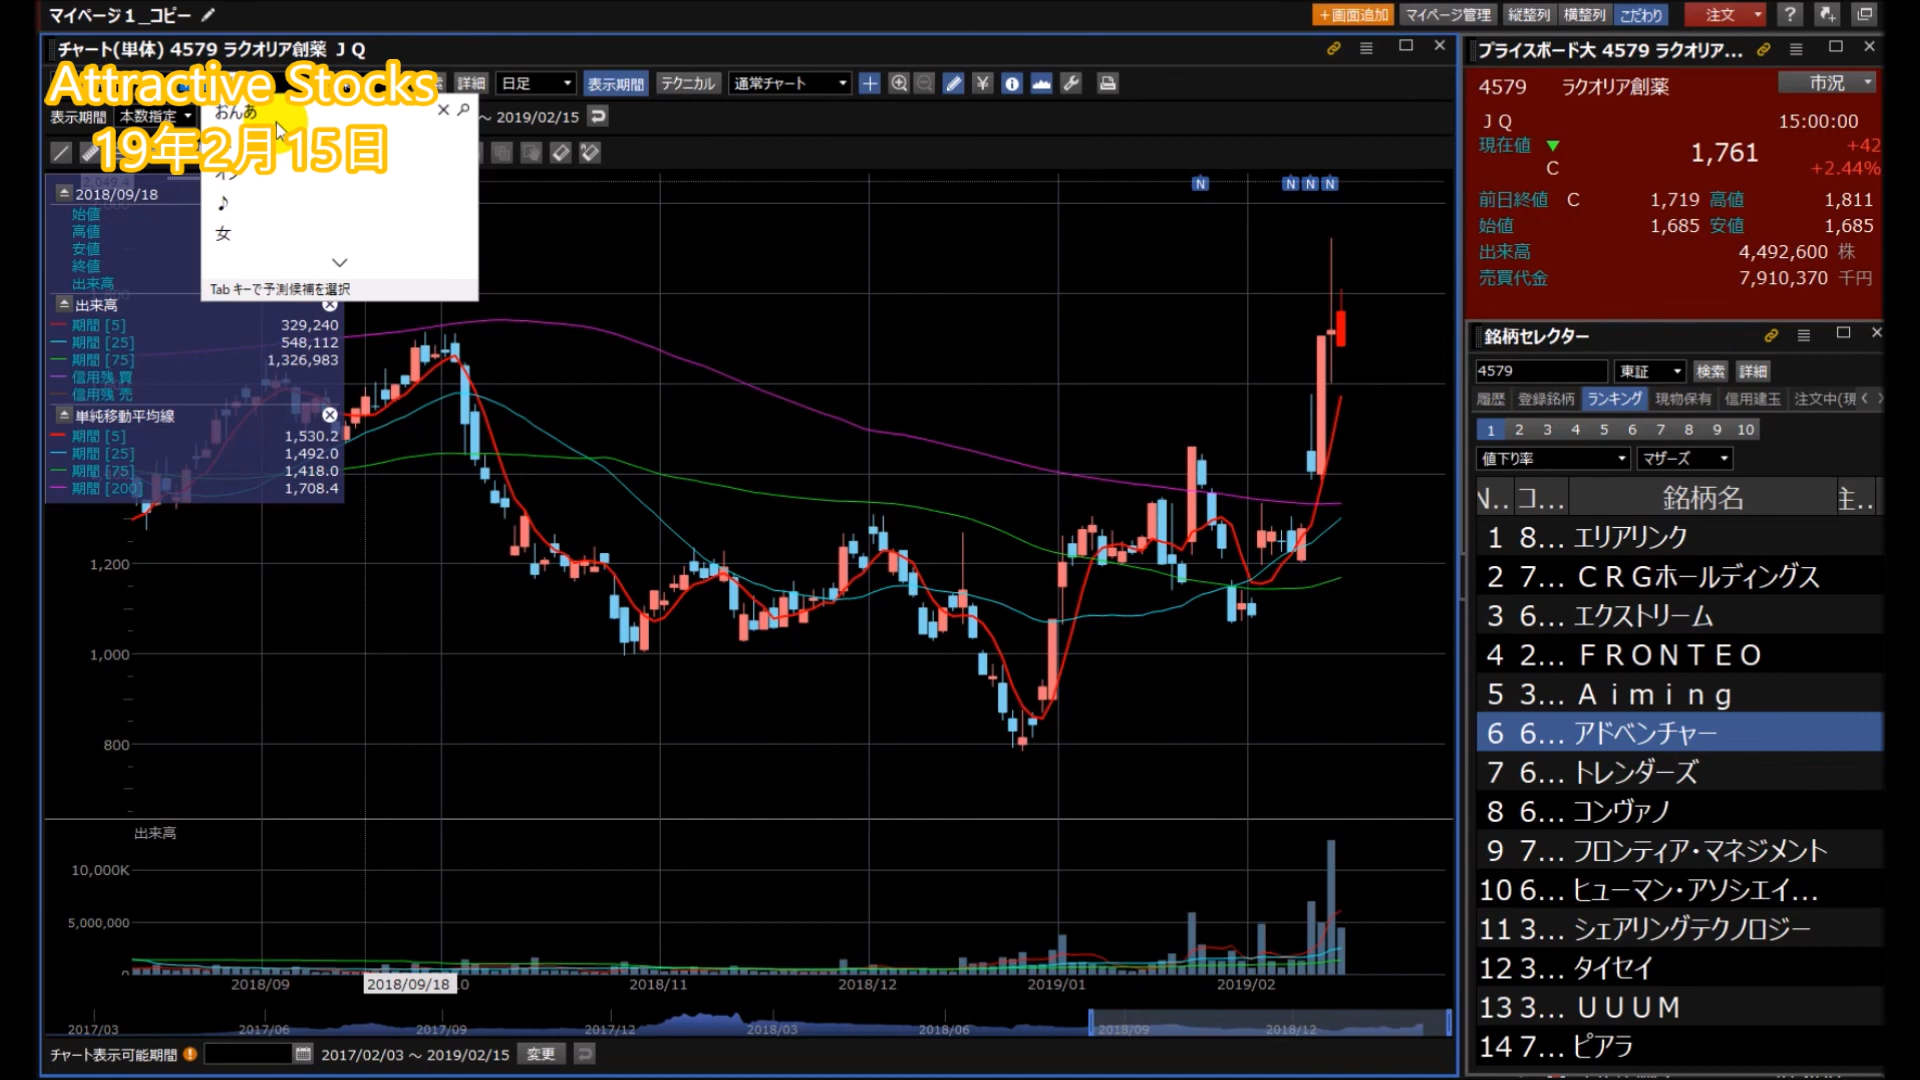 マイページ１_コピー
＋画面追加 マイページ管理 縦整列 横整列 こだわり 注文 ?
チャート(単体) 4579 ラクオリア創薬 ＪＱ
Attractive Stocks
19年2月15日
詳細 日足 表示期間 テクニカル 通常チャート
表示期間 本数指定
～ 2019/02/15
おんあ
♪
女
Tab キーで予測候補を選択
2018/09/18
始値
高値
安値
終値
出来高
出来高
期間 [5] 329,240
期間 [25] 548,112
期間 [75] 1,326,983
信用残 買
信用残 売
単純移動平均線
期間 [5] 1,530.2
期間 [25] 1,492.0
期間 [75] 1,418.0
期間 [200] 1,708.4
N N N N
1,200
1,000
800
出来高
10,000K
5,000,000
0
2018/09 2018/09/18 2018/11 2018/12 2019/01 2019/02
2017/03 2017/06 2017/09 2017/12 2018/03 2018/06 2018/09 2018/12
チャート表示可能期間 2017/02/03 ～ 2019/02/15 変更
プライスボード大 4579 ラクオリア...
4579 ラクオリア創薬 市況
ＪＱ 15:00:00
現在値 1,761 +42
C +2.44%
前日終値 C 1,719 高値 1,811
始値 1,685 安値 1,685
出来高 4,492,600 株
売買代金 7,910,370 千円
銘柄セレクター
4579 東証 検索 詳細
履歴 登録銘柄 ランキング 現物保有 信用建玉 注文中(現
1 2 3 4 5 6 7 8 9 10
値下り率 マザーズ
N.. コ... 銘柄名 主..
1 8... エリアリンク
2 7... ＣＲＧホールディングス
3 6... エクストリーム
4 2... ＦＲＯＮＴＥＯ
5 3... Ａｉｍｉｎｇ
6 6... アドベンチャー
7 6... トレンダーズ
8 6... コンヴァノ
9 7... フロンティア・マネジメント
10 6... ヒューマン・アソシエイ...
11 3... シェアリングテクノロジー
12 3... タイセイ
13 3... ＵＵＵＭ
14 7... ピアラ